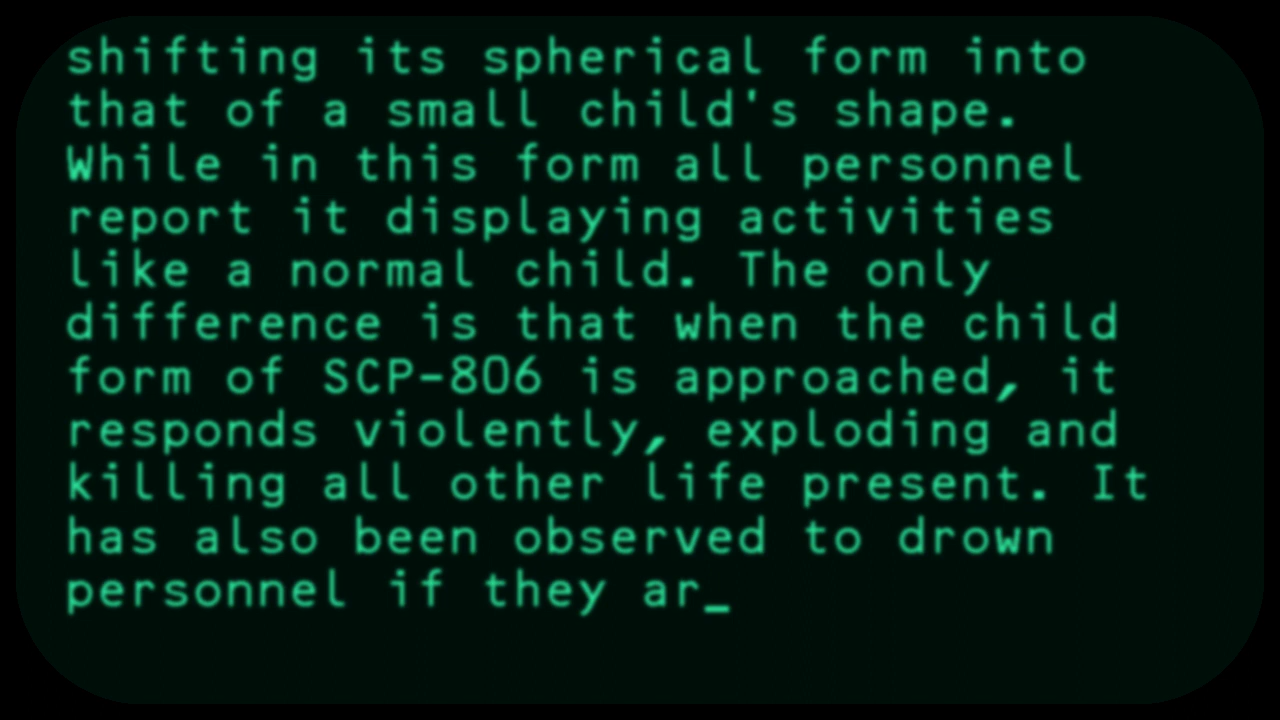 shifting its spherical form into
that of a small child's shape.
While in this form all personnel
report it displaying activities
like a normal child. The only
difference is that when the child
form of SCP-806 is approached, it
responds violently, exploding and
killing all other life present. It
has also been observed to drown
personnel if they ar_